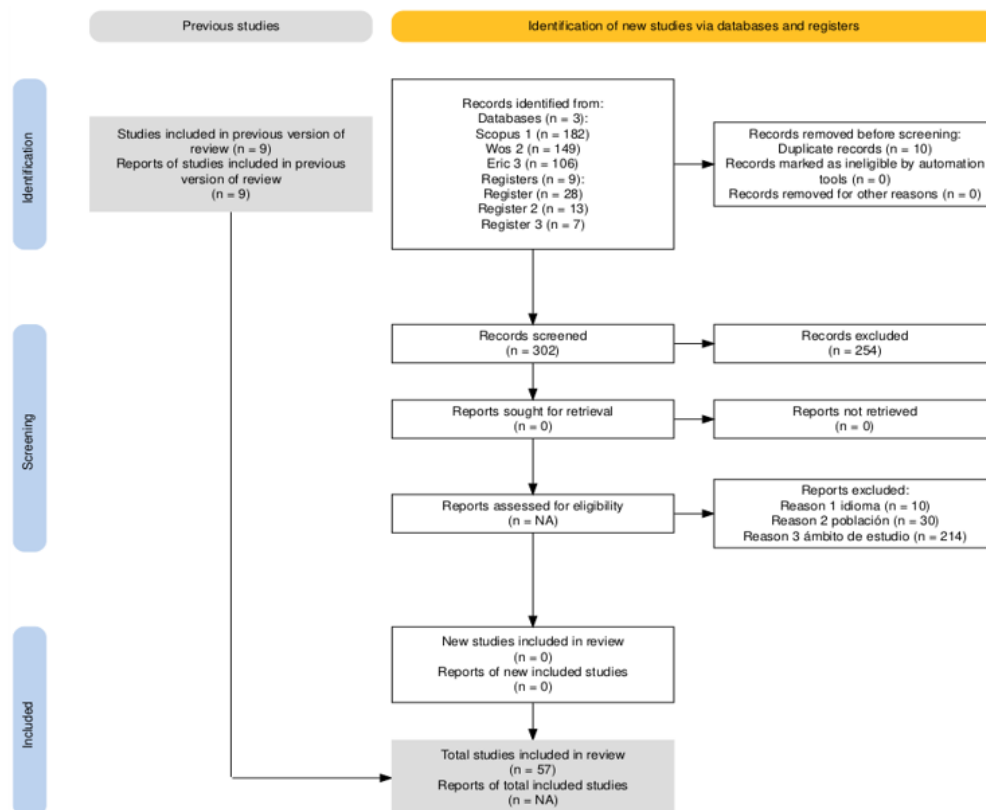 Previous studies
Identification of new studies via databases and registers
Identification
Studies included in previous version of
review (n = 9)
Reports of studies included in previous
version of review
(n = 9)
Records identified from:
Databases (n = 3):
Scopus 1 (n = 182)
Wos 2 (n = 149)
Eric 3 (n = 106)
Registers (n = 9):
Register (n = 28)
Register 2 (n = 13)
Register 3 (n = 7)
Records removed before screening:
Duplicate records (n = 10)
Records marked as ineligible by automation
tools (n = 0)
Records removed for other reasons (n = 0)
Screening
Records screened
(n = 302)
Records excluded
(n = 254)
Reports sought for retrieval
(n = 0)
Reports not retrieved
(n = 0)
Reports assessed for eligibility
(n = NA)
Reports excluded:
Reason 1 idioma (n = 10)
Reason 2 población (n = 30)
Reason 3 ámbito de estudio (n = 214)
Included
New studies included in review
(n = 0)
Reports of new included studies
(n = 0)
Total studies included in review
(n = 57)
Reports of total included studies
(n = NA)